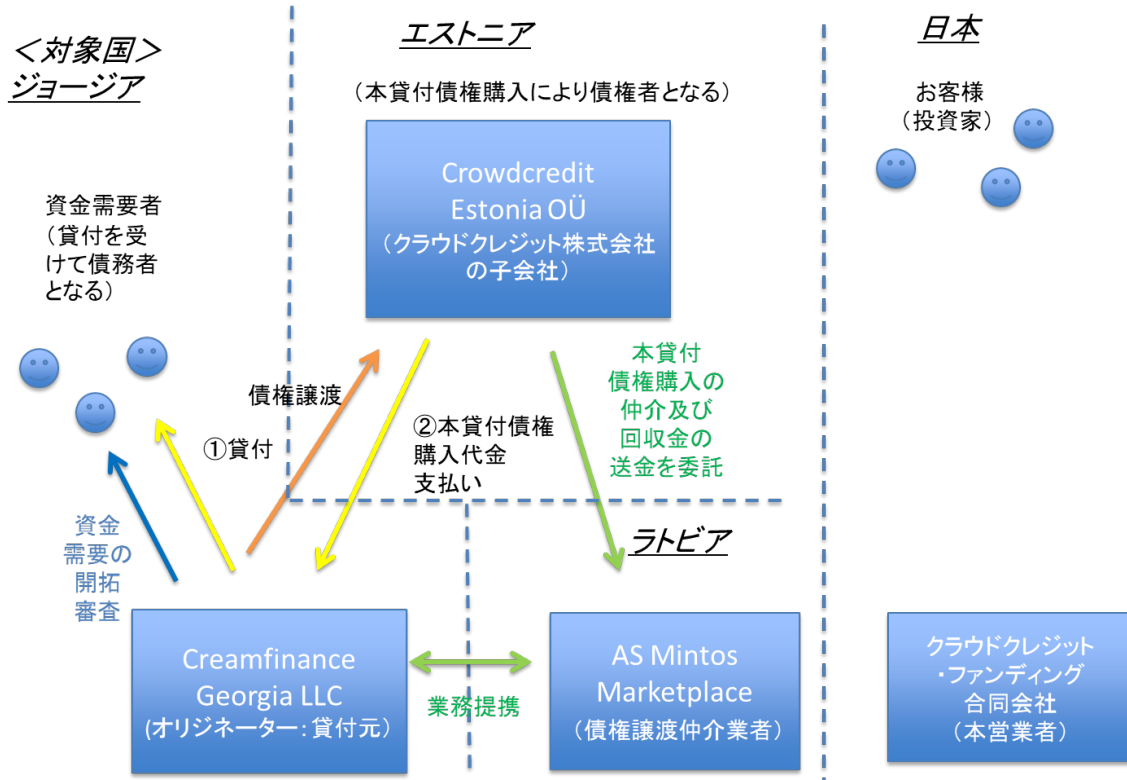 <対象国>
ジョージア
エストニア
日本
(本貸付債権購入により債権者となる)
お客様
(投資家)
Crowdcredit
Estonia OÜ
(クラウドクレジット株式会社
の子会社)
資金需要者
(貸付を受
けて債務者
となる)
債権譲渡
①貸付
②本貸付債権
購入代金
支払い
本貸付
債権購入の
仲介及び
回収金の
送金を委託
資金
需要の
開拓
審査
ラトビア
Creamfinance
Georgia LLC
(オリジネーター:貸付元)
業務提携
AS Mintos
Marketplace
(債権譲渡仲介業者)
クラウドクレジット
・ファンディング
合同会社
(本営業者)